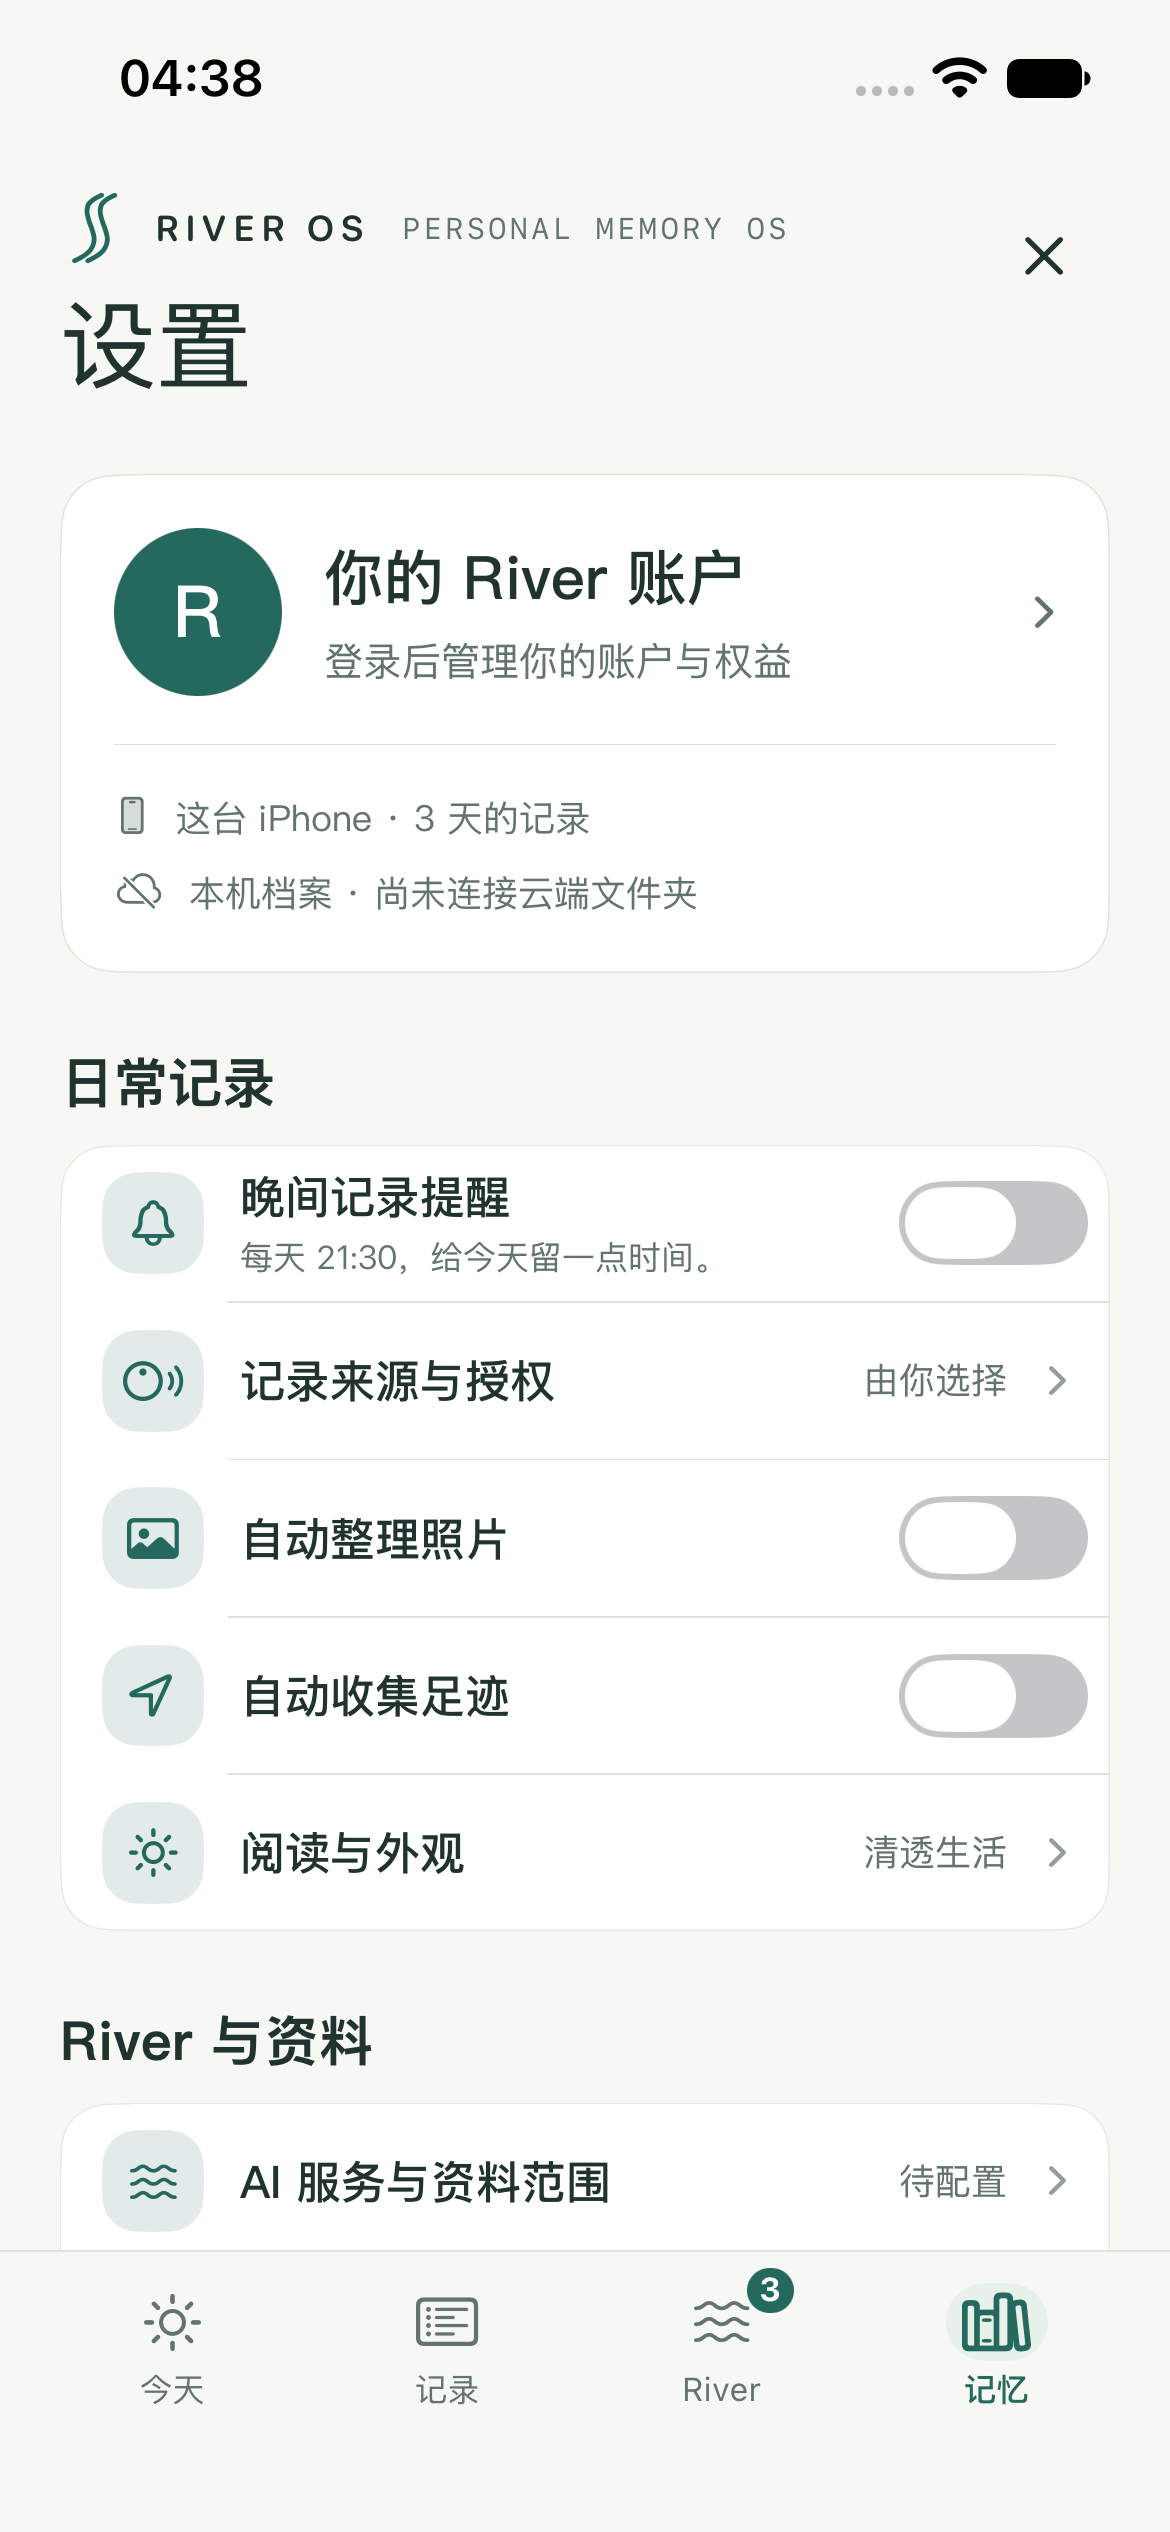 04:38
RIVER OS PERSONAL MEMORY OS
设置
R
你的 River 账户
登录后管理你的账户与权益
这台 iPhone · 3 天的记录
本机档案 · 尚未连接云端文件夹
日常记录
晚间记录提醒
每天 21:30，给今天留一点时间。
记录来源与授权 由你选择
自动整理照片
自动收集足迹
阅读与外观 清透生活
River 与资料
AI 服务与资料范围 待配置
3
今天 记录 River 记忆